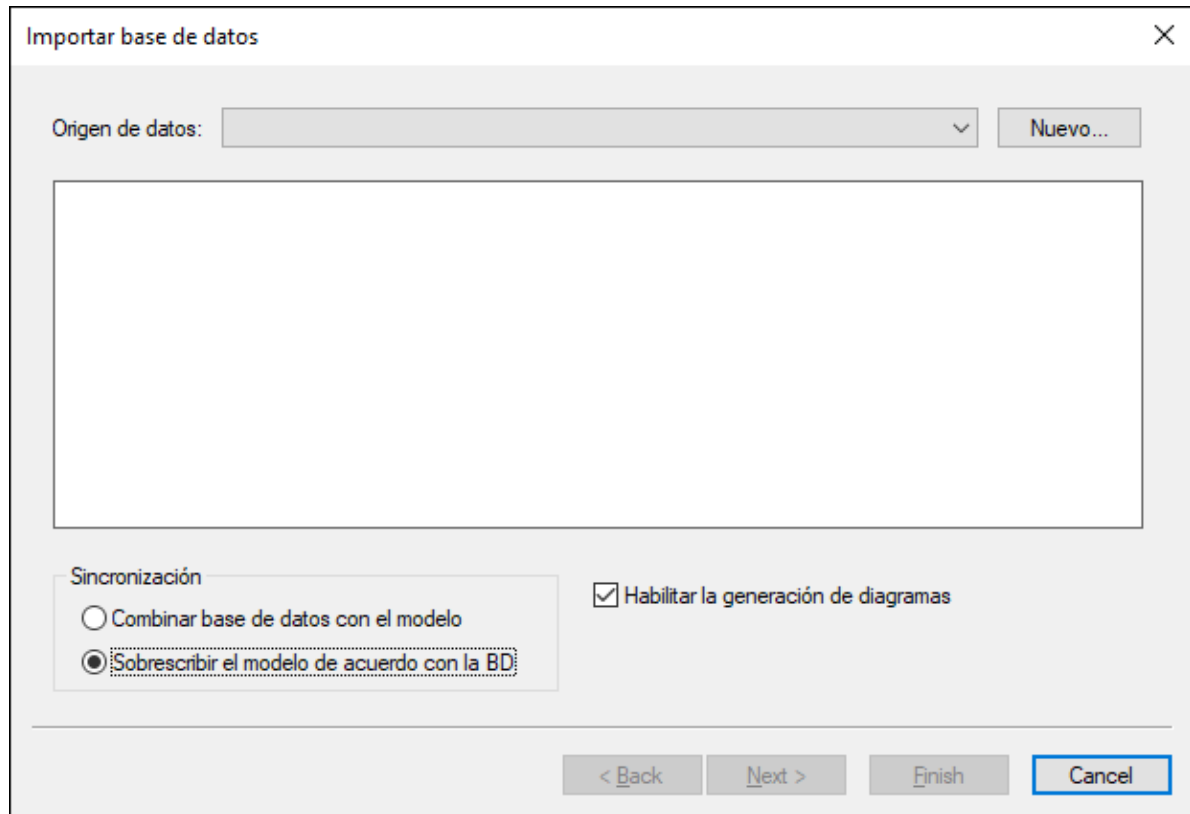 Importar base de datos
Origen de datos:
Nuevo...
Sincronización
Combinar base de datos con el modelo
Sobrescribir el modelo de acuerdo con la BD
Habilitar la generación de diagramas
< Back
Next >
Finish
Cancel